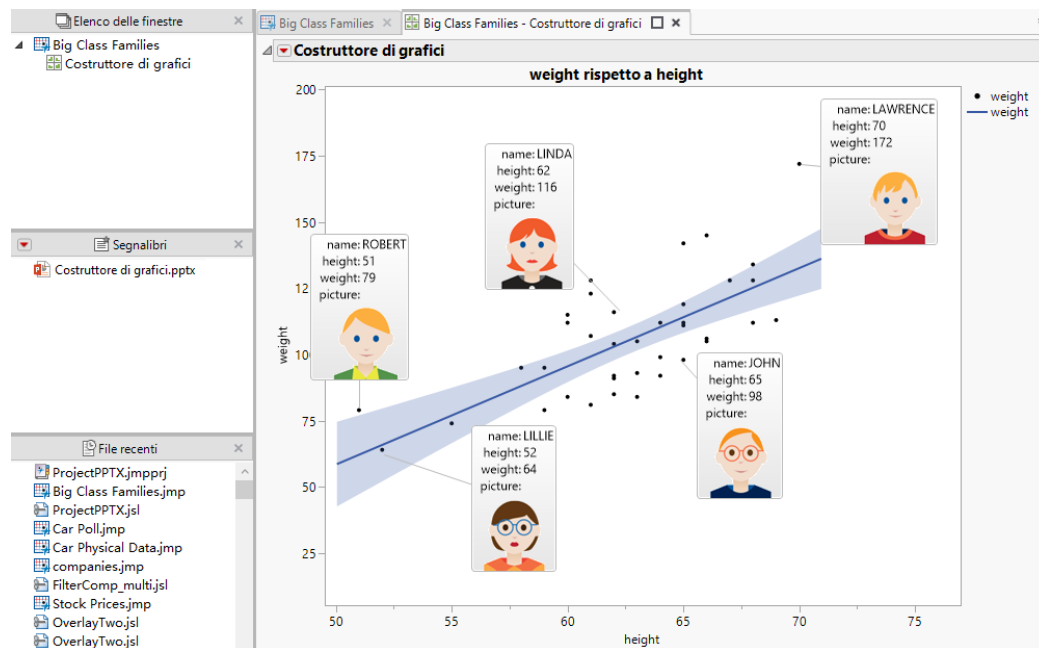 Elenco delle finestre
Big Class Families
Costruttore di grafici
Segnalibri
Costruttore di grafici.pptx
File recenti
ProjectPPTX.jmpprj
Big Class Families.jmp
ProjectPPTX.jsl
Car Poll.jmp
Car Physical Data.jmp
companies.jmp
FilterComp_multi.jsl
Stock Prices.jmp
OverlayTwo.jsl
OverlayTwo.jsl
Big Class Families
Big Class Families - Costruttore di grafici
Costruttore di grafici
weight rispetto a height
weight
200
175
150
12
10
75
50
25
name: ROBERT
height: 51
weight: 79
picture:
name: LINDA
height: 62
weight: 116
picture:
name: LAWRENCE
height: 70
weight: 172
picture:
name: LILLIE
height: 52
weight: 64
picture:
name: JOHN
height: 65
weight: 98
picture:
50 55 60 65 70 75
height
weight
weight